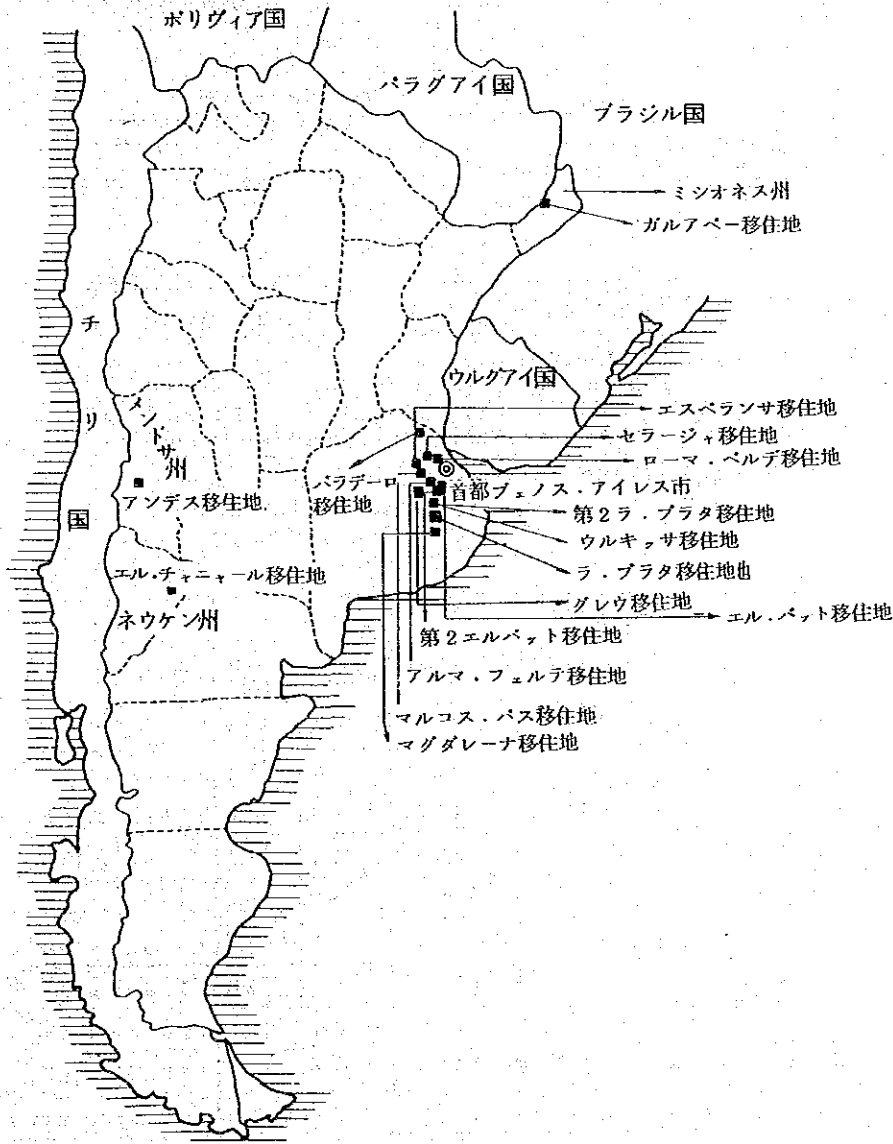 ボリヴィア国
パラグアイ国
ブラジル国
ミシオネス州
ガルアペー移住地
チリ国
ウルグアイ国
エスペランサ移住地
セラージャ移住地
ローマ・ベルデ移住地
メンドサ州
アンデス移住地
バラデーロ
移住地
首都ブェノス・アイレス市
第2ラ・プラタ移住地
ウルキッサ移住地
エル・チャニャール移住地
ラ・プラタ移住地也
ネウケン州
グレウ移住地
エル・パット移住地
第2エルパット移住地
アルマ・フェルテ移住地
マルコス・パス移住地
マグダレーナ移住地